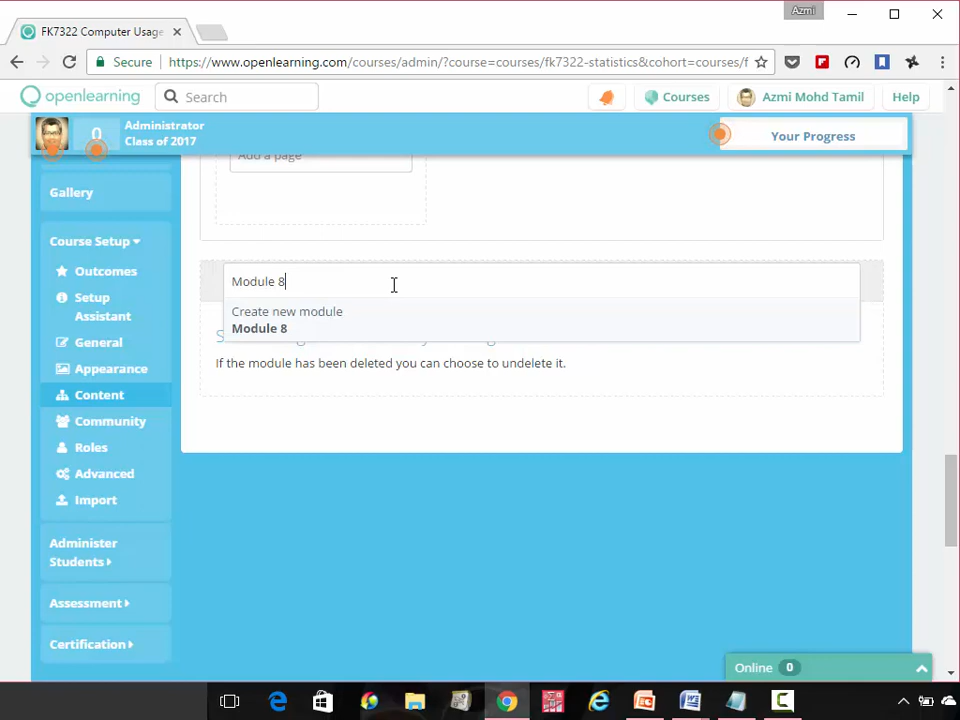 Azmi
FK7322 Computer Usage
Secure
https://www.openlearning.com/courses/admin/?course=courses/fk7322-statistics&cohort=courses/f
openlearning
Search
Courses
Azmi Mohd Tamil
Help
0
Administrator
Class of 2017
Your Progress
Add a page
Gallery
Course Setup
Outcomes
Setup
Assistant
General
Appearance
Content
Community
Roles
Advanced
Import
Administer
Students
Assessment
Certification
Module 8
Create new module
Module 8
If the module has been deleted you can choose to undelete it.
Online 0